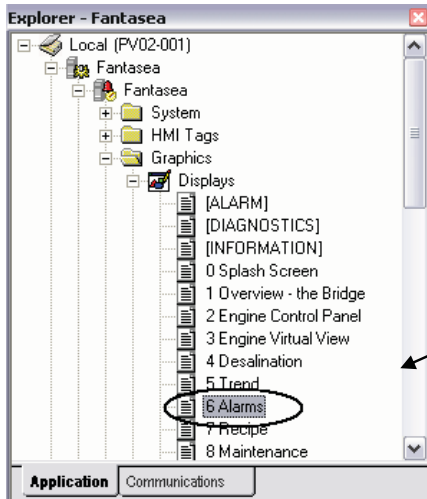 Explorer - Fantasea
Local (PV02-001)
Fantasea
Fantasea
System
HMI Tags
Graphics
Displays
[ALARM]
[DIAGNOSTICS]
[INFORMATION]
0 Splash Screen
1 Overview - the Bridge
2 Engine Control Panel
3 Engine Virtual View
4 Desalination
5 Trend
6 Alarms
7 Recipe
8 Maintenance
Application Communications